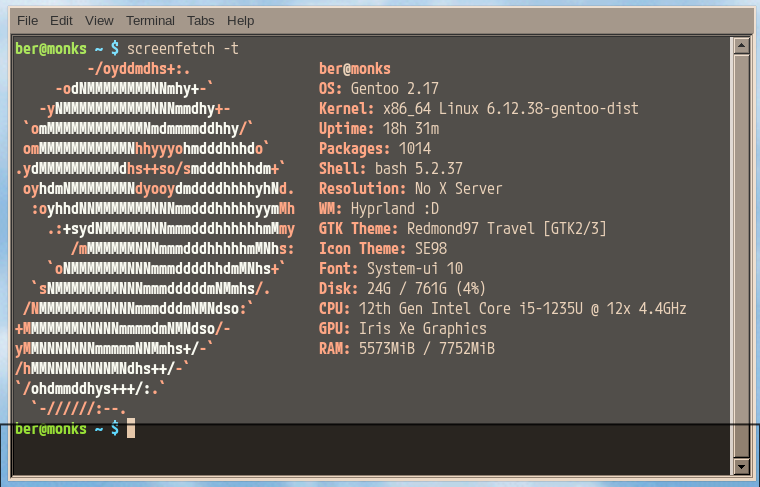 File Edit View Terminal Tabs Help
ber@monks ~ $ screenfetch -t
         -/oyddmdhs+:.                ber@monks
     -odNMMMMMMMMNNmhy+-`             OS: Gentoo 2.17
   -yNMMMMMMMMMMMNNNmmdhy+-           Kernel: x86_64 Linux 6.12.38-gentoo-dist
 `omMMMMMMMMMMMMNmdmmmmddhhy/`        Uptime: 18h 31m
 omMMMMMMMMMMMNhhyyyohmdddhhhdo`      Packages: 1014
.ydMMMMMMMMMMdhs++so/smdddhhhhdm+`    Shell: bash 5.2.37
 oyhdmNMMMMMMMNdyooydmddddhhhhyhNd.   Resolution: No X Server
  :oyhhdNNMMMMMMMNNNmmdddhhhhhyymMh   WM: Hyprland :D
    .:+sydNMMMMMNNNmmmdddhhhhhhmMmy   GTK Theme: Redmond97 Travel [GTK2/3]
       /mMMMMMMNNNmmmdddhhhhhmMNhs:   Icon Theme: SE98
    `oNMMMMMMMNNNmmmddddhhdmMNhs+`    Font: System-ui 10
  `sNMMMMMMMMNNNmmmdddddmNMmhs/.      Disk: 24G / 761G (4%)
 /NMMMMMMMMNNNNmmmdddmNMNdso:`        CPU: 12th Gen Intel Core i5-1235U @ 12x 4.4GHz
+MMMMMMMNNNNNmmmmdmNMNdso/-           GPU: Iris Xe Graphics
yMMNNNNNNNmmmmmNNMmhs+/-`             RAM: 5573MiB / 7752MiB
/hMMNNNNNNNNMNdhs++/-`
`/ohdmmddhys+++/:.`
  `-//////:--.
ber@monks ~ $